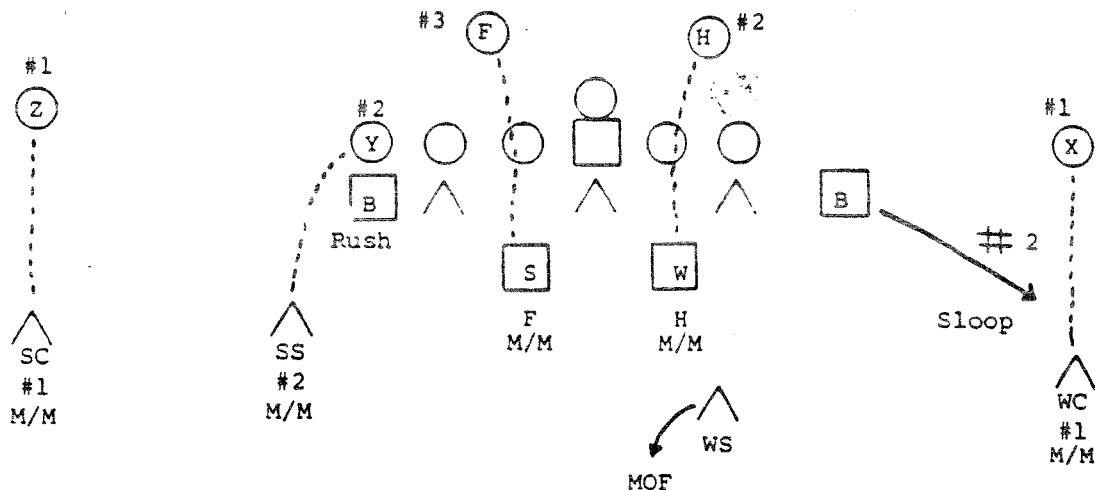 #3 F H #2
#1
Z #2 #1
Y X
B B
Rush # 2
S W
Sloop
F H
SC SS M/M M/M
#1 #2 WC
M/M M/M WS #1
M/M
MOF